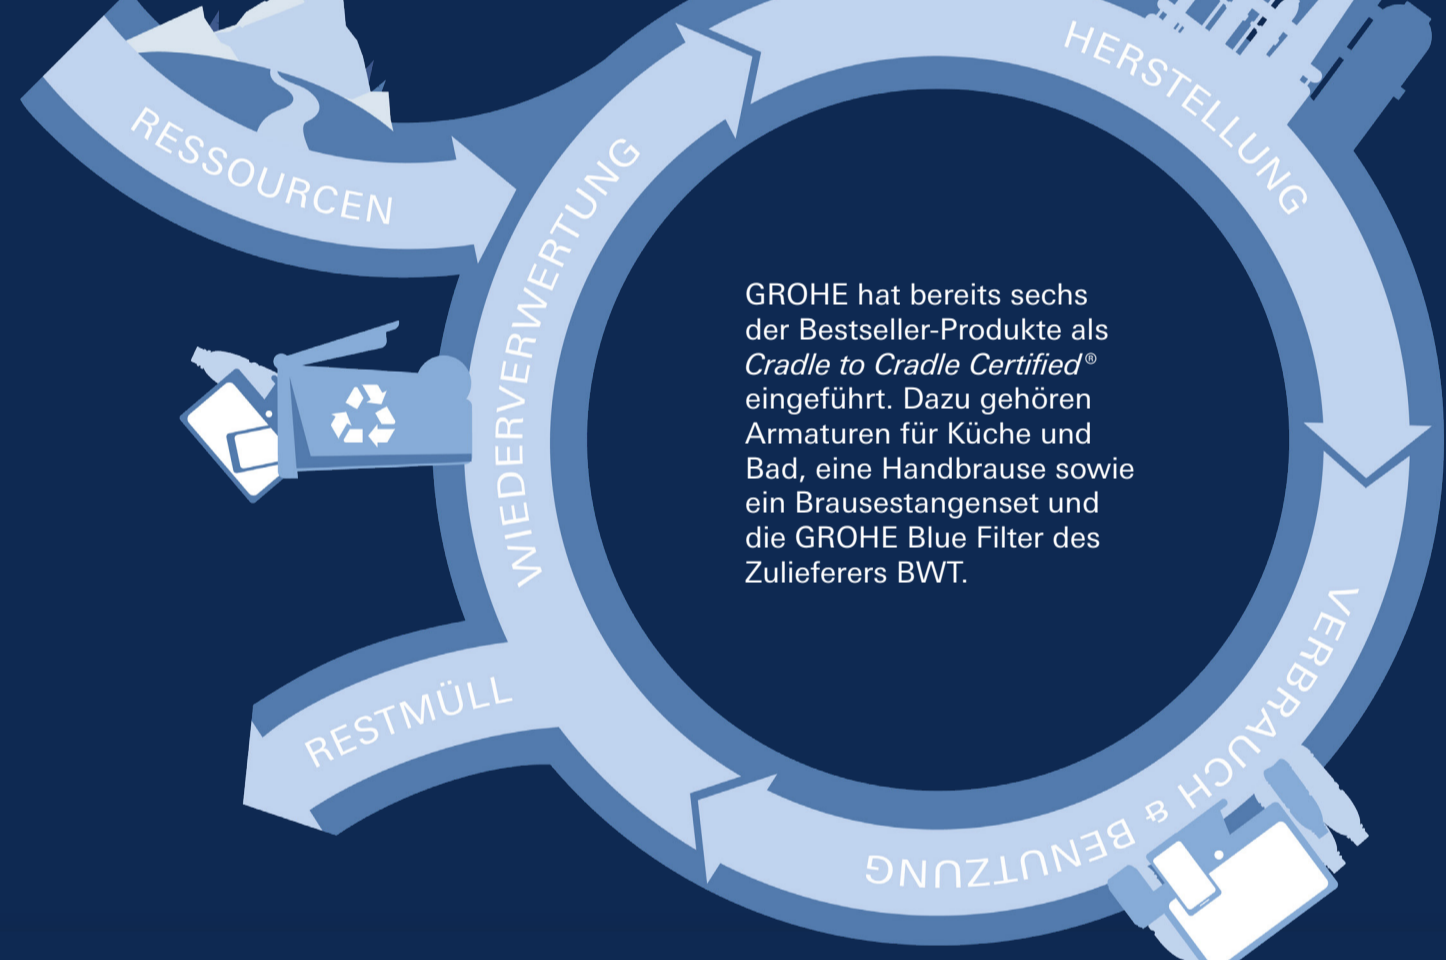 HERSTELLUNG
RESSOURCEN
WIEDERVERWERTUNG
GROHE hat bereits sechs
der Bestseller-Produkte als
Cradle to Cradle Certified®
eingeführt. Dazu gehören
Armaturen für Küche und
Bad, eine Handbrause sowie
ein Brausestangenset und
die GROHE Blue Filter des
Zulieferers BWT.
VERBRAUCH & BENUTZUNG
RESTMÜLL